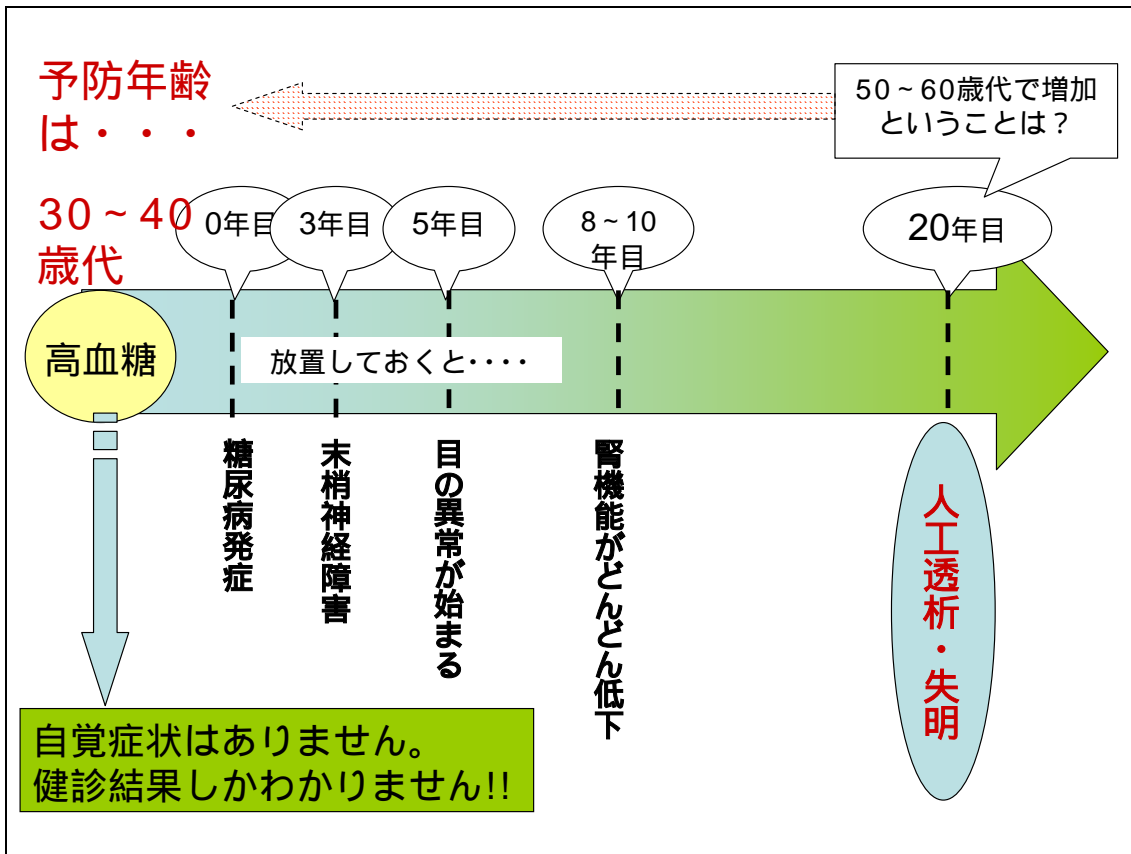 予防年齢
は・・・
50～60歳代で増加
ということは？
30～40
歳代
0年目
3年目
5年目
8～10
年目
20年目
高血糖
放置しておくと････
糖尿病発症
末梢神経障害
目の異常が始まる
腎機能がどんどん低下
人工透析・失明
自覚症状はありません。
健診結果しかわかりません!!